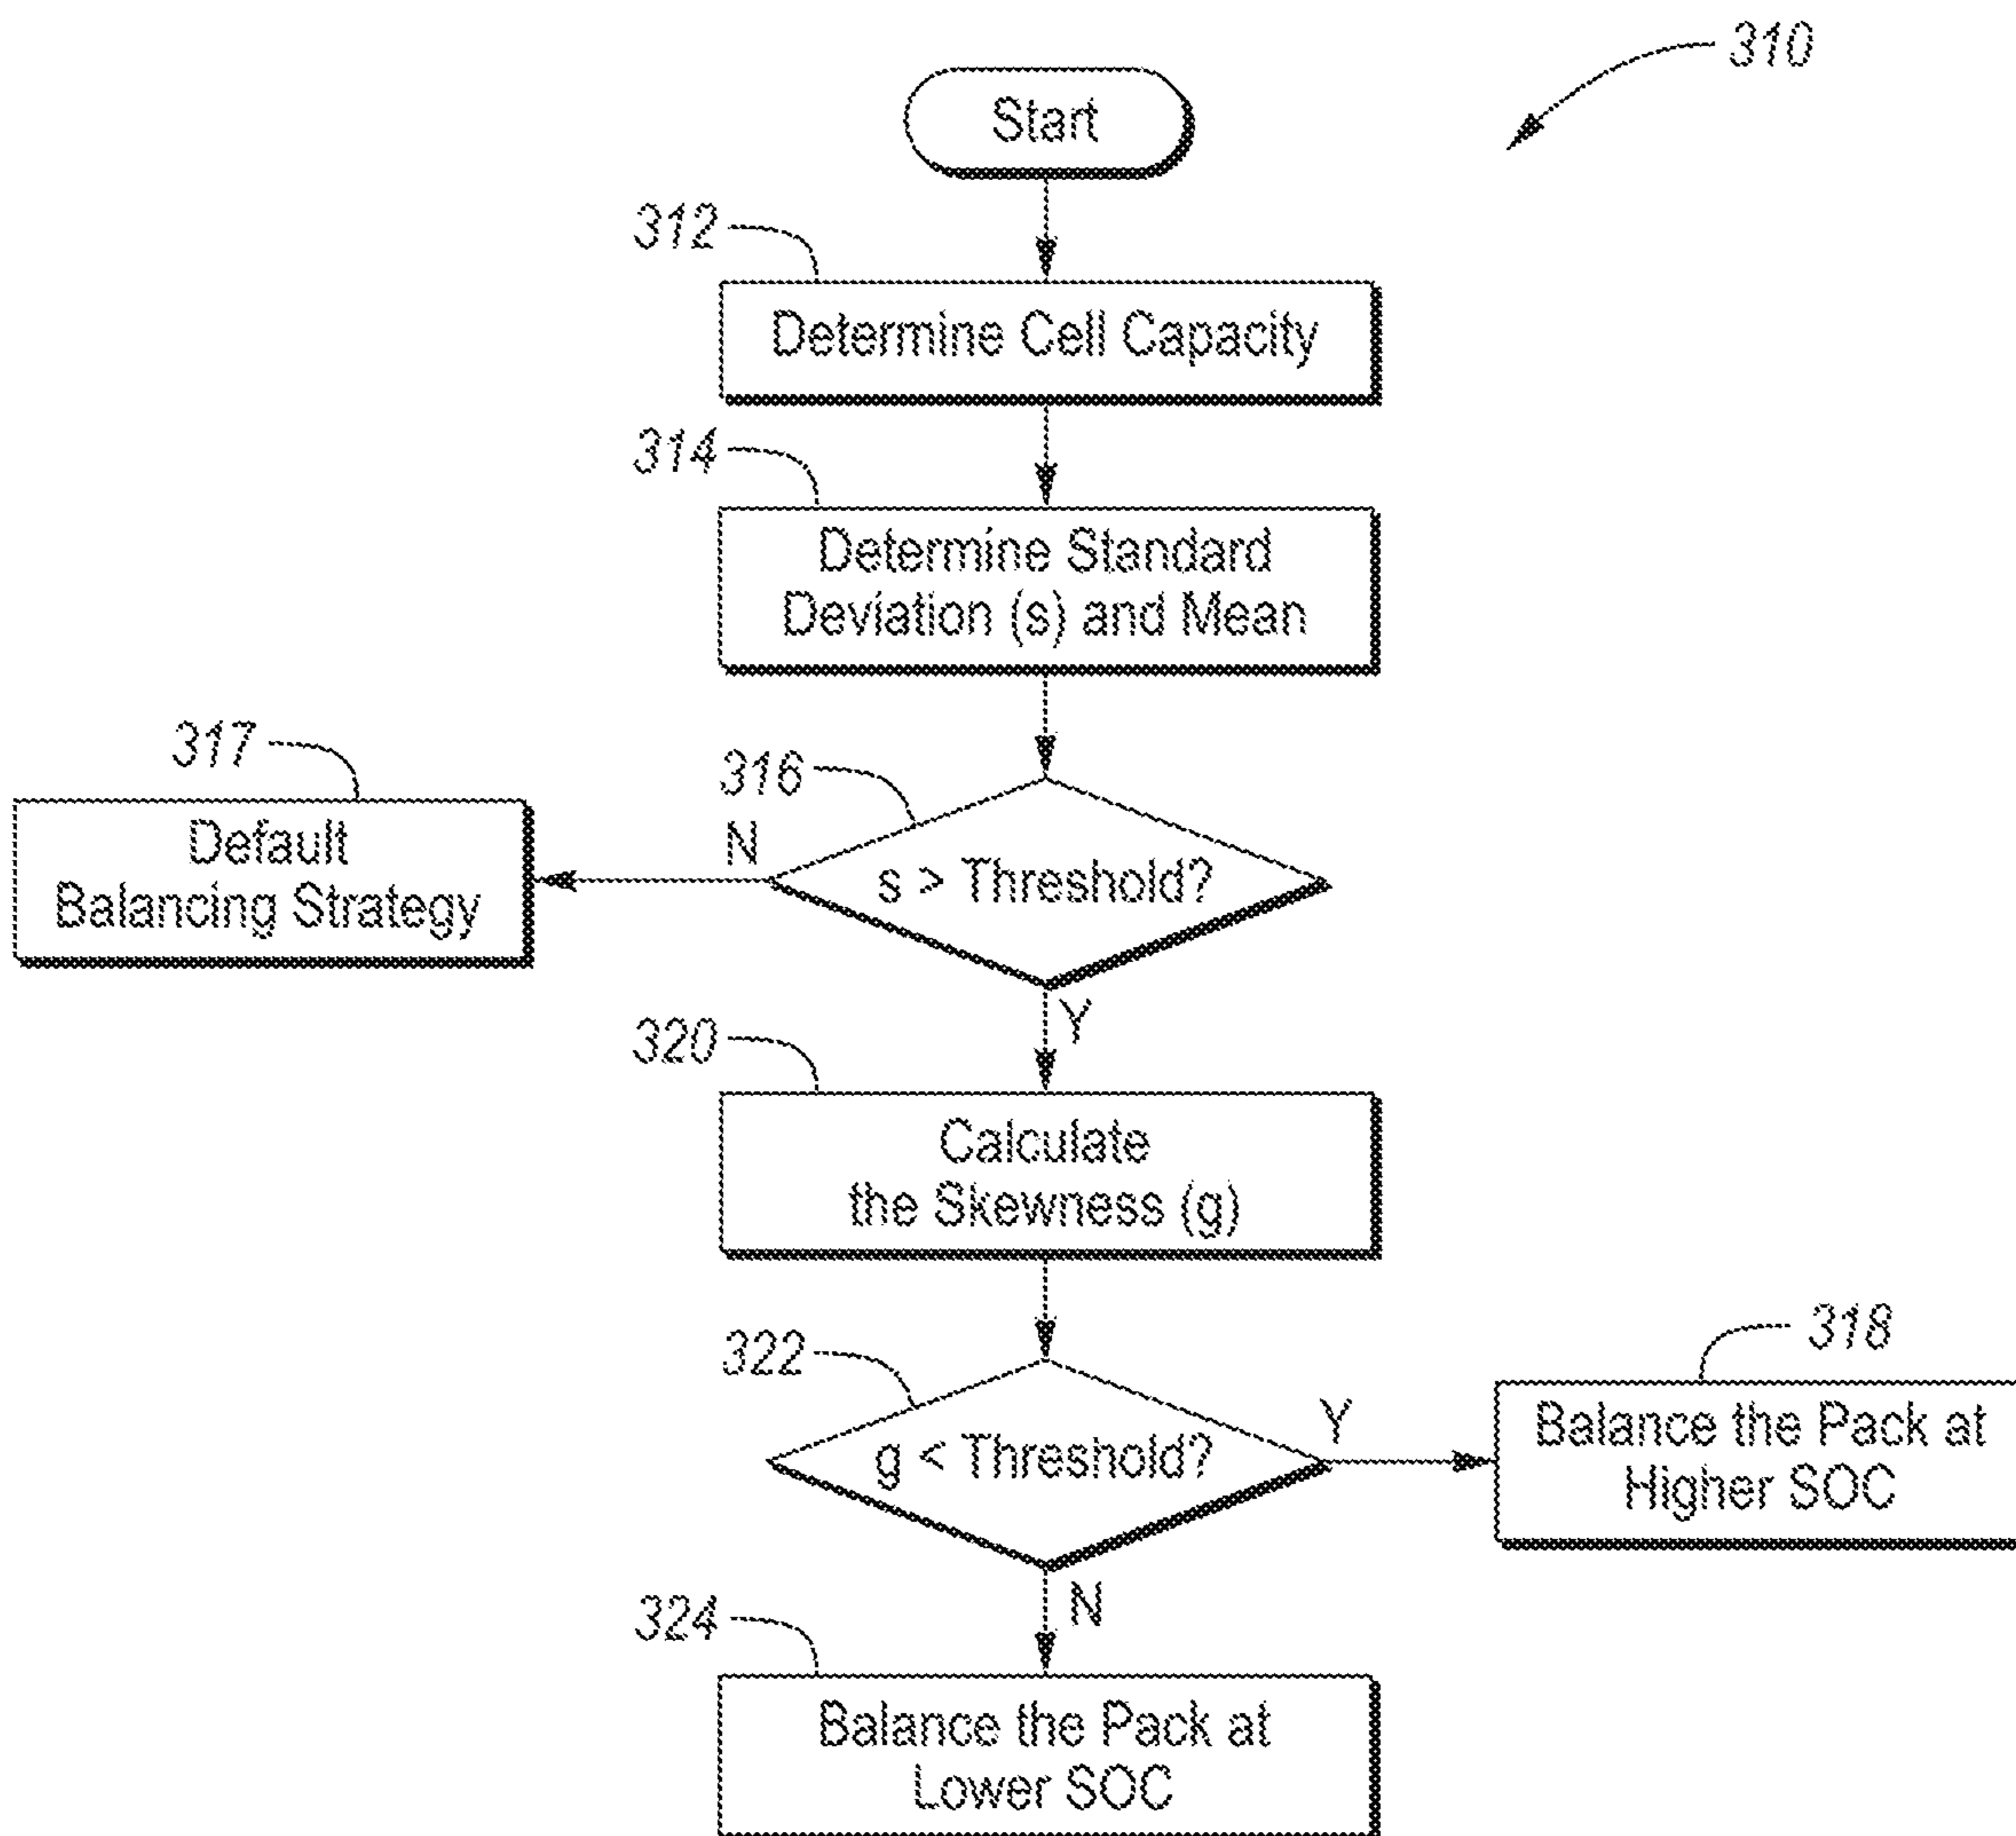 310
Start
312
Determine Cell Capacity
314
Determine Standard
Deviation (s) and Mean
317
Default
Balancing Strategy
316
N
s > Threshold?
Y
320
Calculate
the Skewness (g)
322
g < Threshold?
Y
318
Balance the Pack at
Higher SOC
N
324
Balance the Pack at
Lower SOC